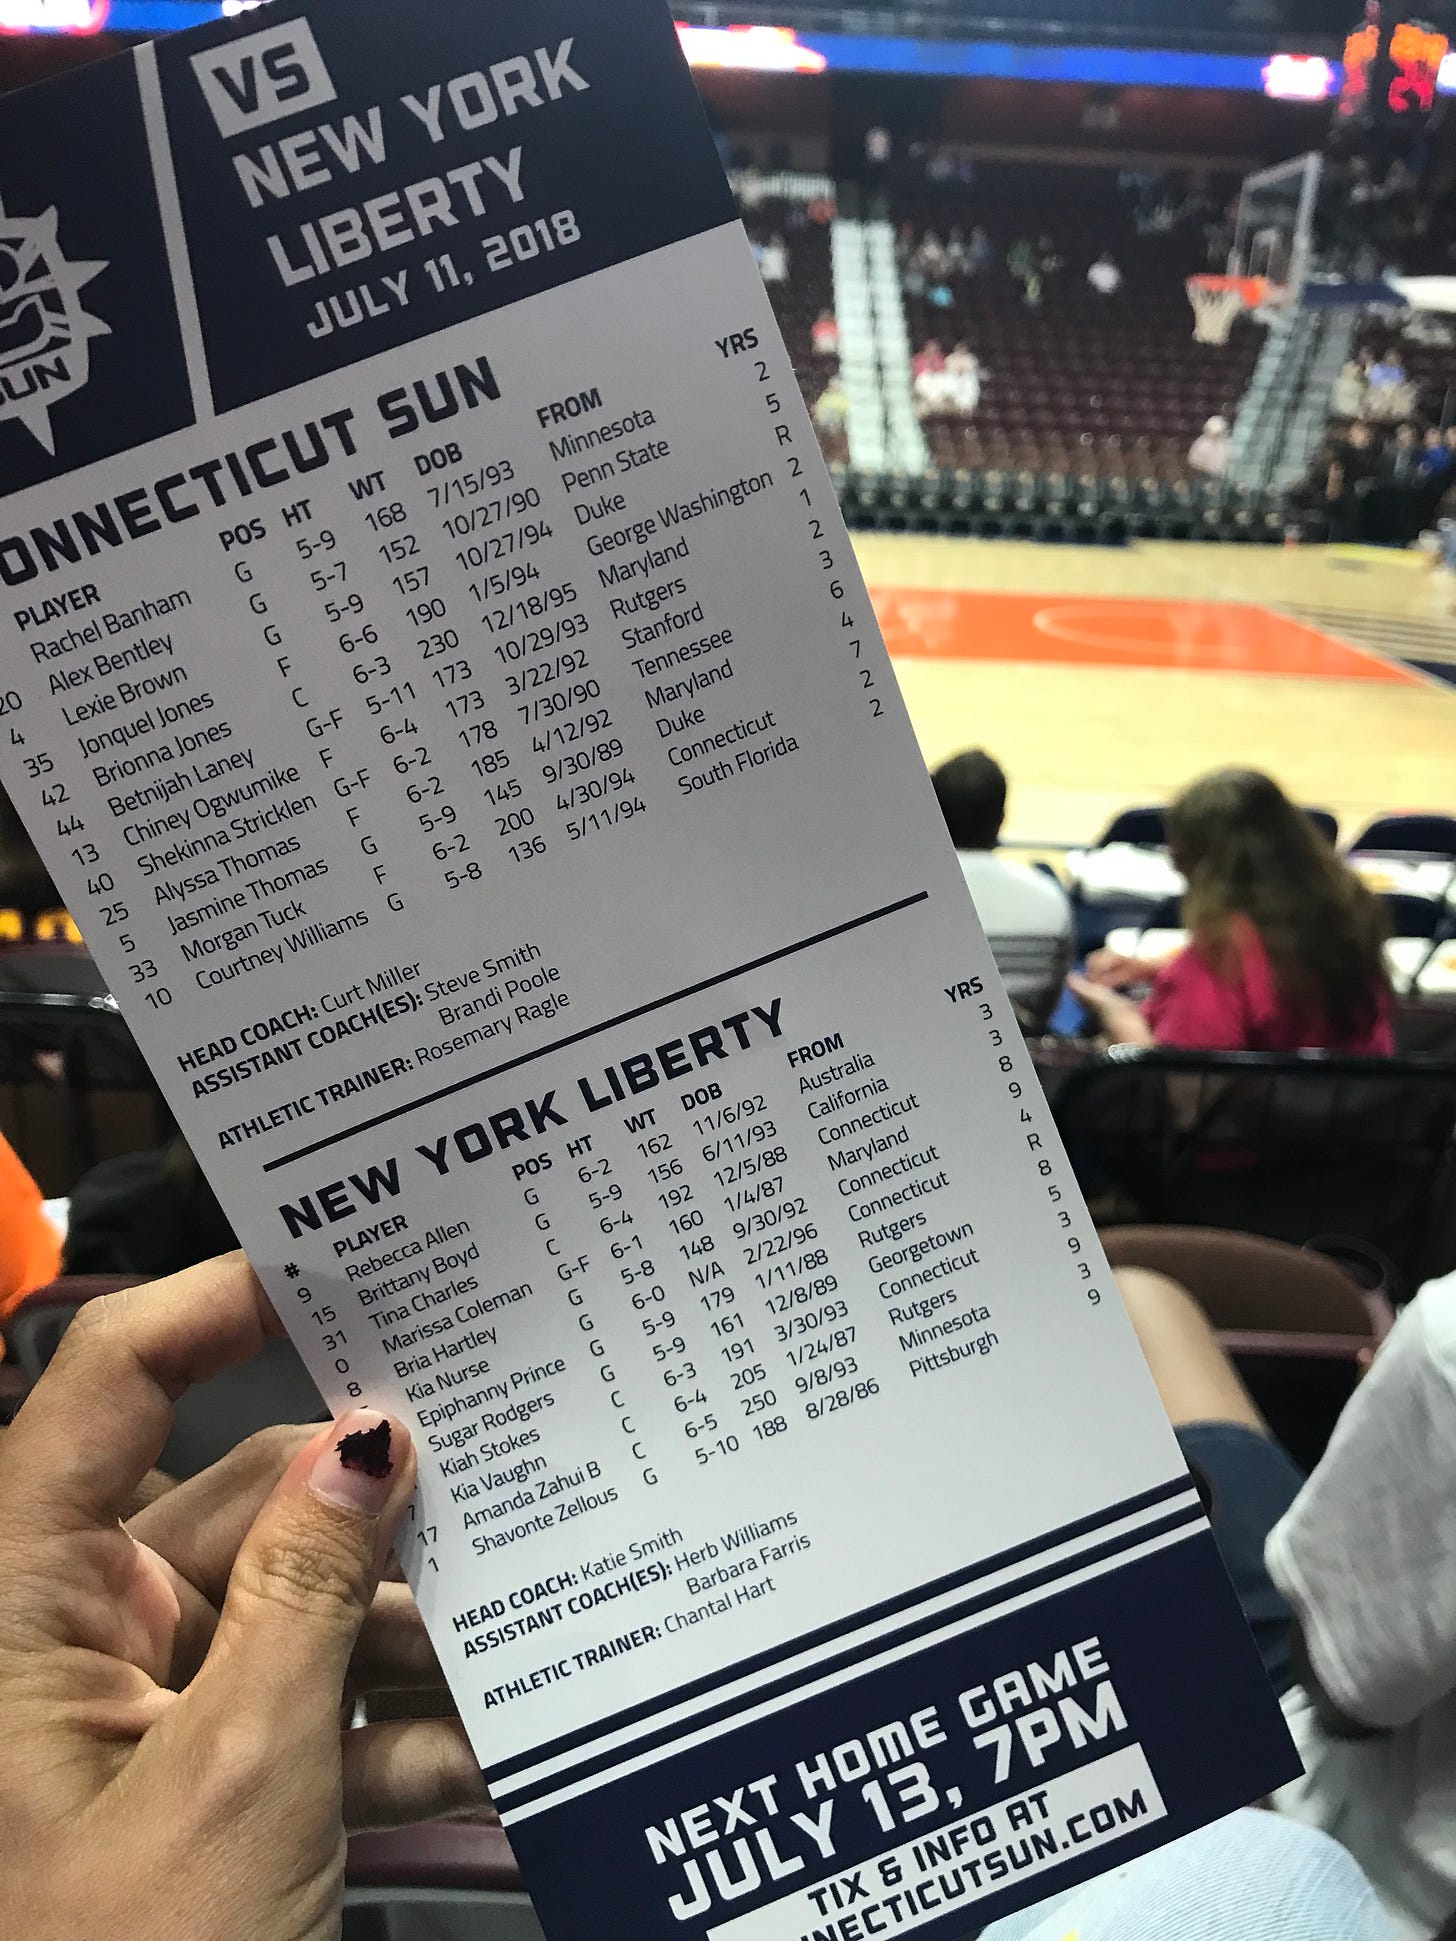 VS
NEW YORK
LIBERTY
JULY 11, 2018
SUN
CONNECTICUT SUN
PLAYER POS HT WT DOB FROM YRS
Rachel Banham G 5-9 168 7/15/93 Minnesota 2
20 Alex Bentley G 5-7 152 10/27/90 Penn State 5
4 Lexie Brown G 5-9 157 10/27/94 Duke R
35 Jonquel Jones F 6-6 190 1/5/94 George Washington 2
42 Brionna Jones C 6-3 230 12/18/95 Maryland 1
44 Betnijah Laney G-F 5-11 173 10/29/93 Rutgers 2
13 Chiney Ogwumike F 6-4 173 3/22/92 Stanford 3
40 Shekinna Stricklen G-F 6-2 178 7/30/90 Tennessee 6
25 Alyssa Thomas F 6-2 185 4/12/92 Maryland 4
5 Jasmine Thomas G 5-9 145 9/30/89 Duke 7
33 Morgan Tuck F 6-2 200 4/30/94 Connecticut 2
10 Courtney Williams G 5-8 136 5/11/94 South Florida 2
HEAD COACH: Curt Miller
ASSISTANT COACH(ES): Steve Smith
Brandi Poole
ATHLETIC TRAINER: Rosemary Ragle
NEW YORK LIBERTY
# PLAYER POS HT WT DOB FROM YRS
9 Rebecca Allen G 6-2 162 11/6/92 Australia 3
15 Brittany Boyd G 5-9 156 6/11/93 California 3
31 Tina Charles C 6-4 192 12/5/88 Connecticut 8
0 Marissa Coleman G-F 6-1 160 1/4/87 Maryland 9
8 Bria Hartley G 5-8 148 9/30/92 Connecticut 4
Kia Nurse G 6-0 N/A 2/22/96 Connecticut R
Epiphanny Prince G 5-9 179 1/11/88 Rutgers 8
Sugar Rodgers G 5-9 161 12/8/89 Georgetown 5
Kiah Stokes C 6-3 191 3/30/93 Connecticut 3
7 Kia Vaughn C 6-4 205 1/24/87 Rutgers 9
17 Amanda Zahui B C 6-5 250 9/8/93 Minnesota 3
1 Shavonte Zellous G 5-10 188 8/28/86 Pittsburgh 9
HEAD COACH: Katie Smith
ASSISTANT COACH(ES): Herb Williams
Barbara Farris
ATHLETIC TRAINER: Chantal Hart
NEXT HOME GAME
JULY 13, 7PM
TIX & INFO AT
NNECTICUTSUN.COM